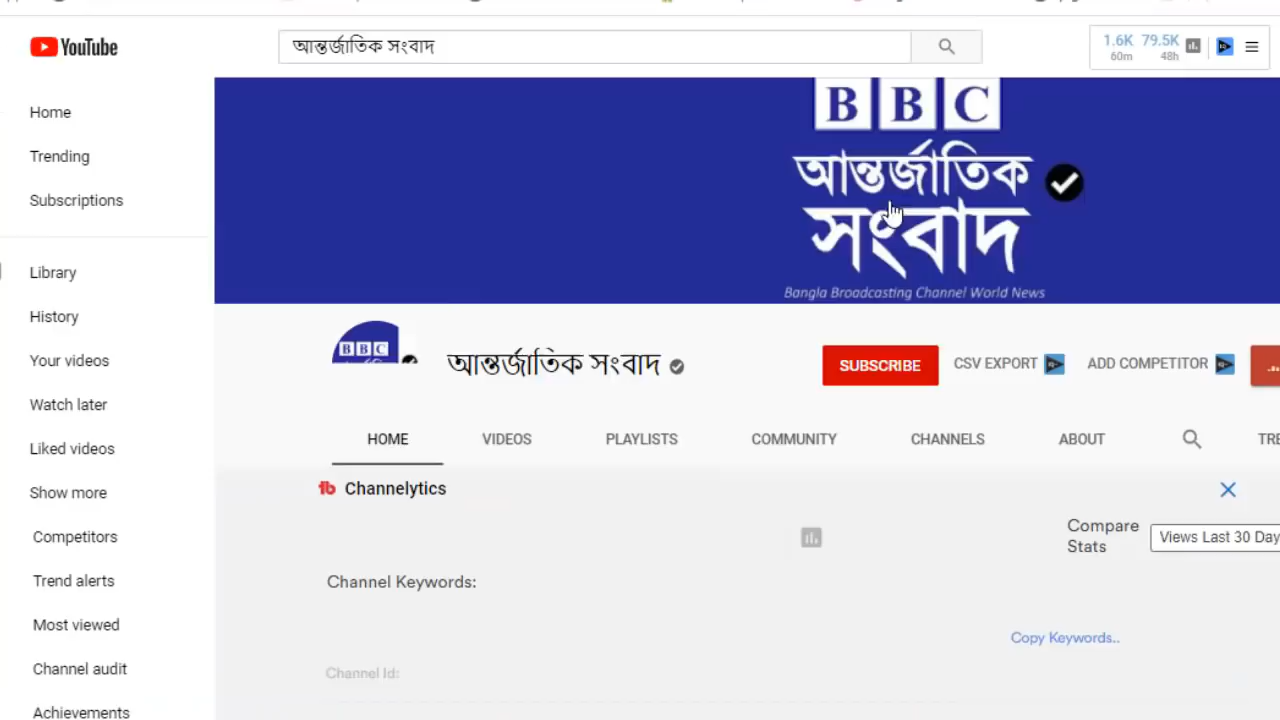 YouTube
আন্তর্জাতিক সংবাদ
1.6K 79.5K
60m 48h
Home
Trending
Subscriptions
Library
History
Your videos
Watch later
Liked videos
Show more
Competitors
Trend alerts
Most viewed
Channel audit
Achievements
B B C
আন্তর্জাতিক
সংবাদ
Bangla Broadcasting Channel World News
BBC
আন্তর্জাতিক সংবাদ
SUBSCRIBE
CSV EXPORT
ADD COMPETITOR
HOME VIDEOS PLAYLISTS COMMUNITY CHANNELS ABOUT TRE
tb Channelytics
Compare
Stats
Views Last 30 Day
Channel Keywords:
Copy Keywords..
Channel Id: